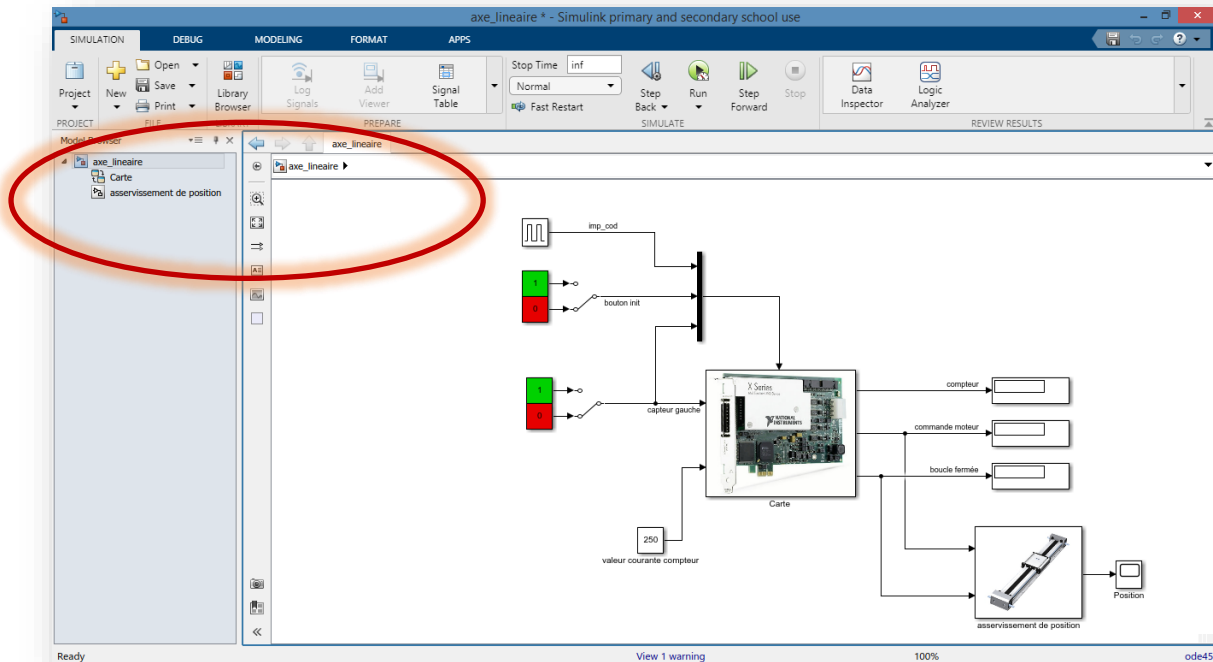 axe_lineaire * - Simulink primary and secondary school use
SIMULATION DEBUG MODELING FORMAT APPS
Project
New
Open
Save
Print
Library
Browser
Log
Signals
Add
Viewer
Signal
Table
Stop Time inf
Normal
Fast Restart
Step
Back
Run
Step
Forward
Stop
Data
Inspector
Logic
Analyzer
PROJECT FILE PREPARE SIMULATE REVIEW RESULTS
Model Browser
axe_lineaire
Carte
asservissement de position
axe_lineaire
axe_lineaire
imp_cod
1
0
bouton init
1
0
capteur gauche
X Series
NATIONAL
INSTRUMENTS
Carte
compteur
commande moteur
boucle fermée
250
valeur courante compteur
asservissement de position
Position
Ready View 1 warning 100% ode45